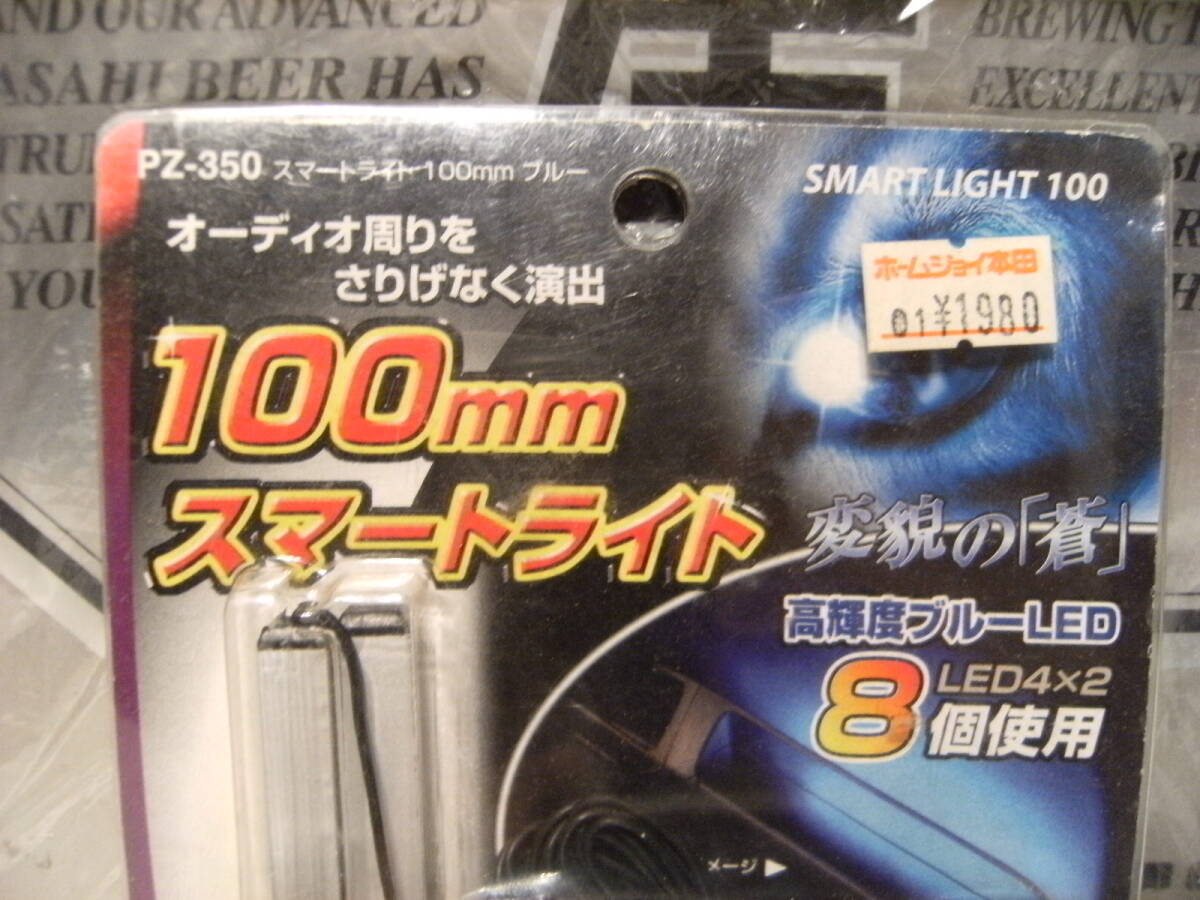 AND OUR ADVANCED
ASAHI BEER HAS
BREWING
EXCELLEN
PZ-350 スマートライト 100mm ブルー
SMART LIGHT 100
オーディオ周りを
さりげなく演出
ホームジョイ本田
01¥1980
100mm
スマートライト
変貌の「蒼」
高輝度ブルーLED
LED4×2
8個使用
メージ ▶